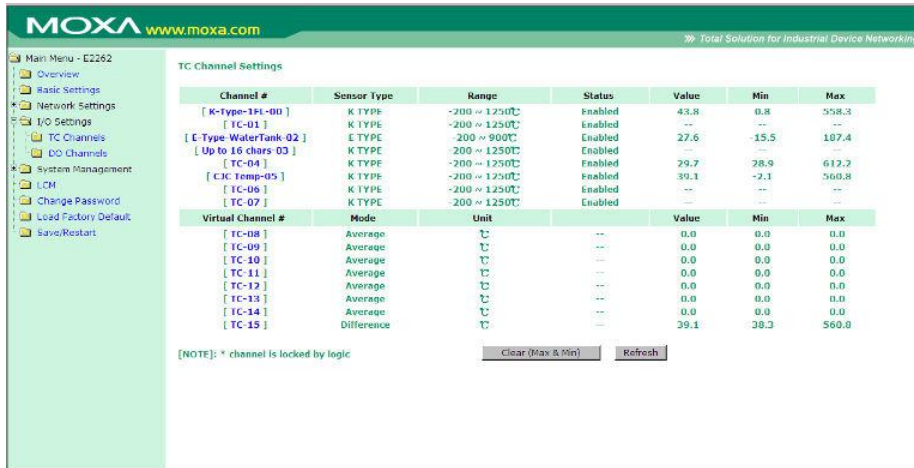 MOXA www.moxa.com
Total Solution for Industrial Device Networking
Main Menu - E2262
Overview
Basic Settings
Network Settings
I/O Settings
TC Channels
DO Channels
System Management
LCM
Change Password
Load Factory Default
Save/Restart
TC Channel Settings
Channel # Sensor Type Range Status Value Min Max
[ K-Type-1FL-00 ] K TYPE -200 ~ 1250℃ Enabled 43.8 0.8 558.3
[ TC-01 ] K TYPE -200 ~ 1250℃ Enabled -- -- --
[ E-Type-WaterTank-02 ] E TYPE -200 ~ 900℃ Enabled 27.6 -15.5 187.4
[ Up to 16 chars-03 ] K TYPE -200 ~ 1250℃ Enabled -- -- --
[ TC-04 ] K TYPE -200 ~ 1250℃ Enabled 29.7 28.9 612.2
[ CJC Temp-05 ] K TYPE -200 ~ 1250℃ Enabled 39.1 -2.1 560.8
[ TC-06 ] K TYPE -200 ~ 1250℃ Enabled -- -- --
[ TC-07 ] K TYPE -200 ~ 1250℃ Enabled -- -- --
Virtual Channel # Mode Unit Value Min Max
[ TC-08 ] Average ℃ -- 0.0 0.0 0.0
[ TC-09 ] Average ℃ -- 0.0 0.0 0.0
[ TC-10 ] Average ℃ -- 0.0 0.0 0.0
[ TC-11 ] Average ℃ -- 0.0 0.0 0.0
[ TC-12 ] Average ℃ -- 0.0 0.0 0.0
[ TC-13 ] Average ℃ -- 0.0 0.0 0.0
[ TC-14 ] Average ℃ -- 0.0 0.0 0.0
[ TC-15 ] Difference ℃ -- 39.1 38.3 560.8
[NOTE]: * channel is locked by logic Clear (Max & Min) Refresh